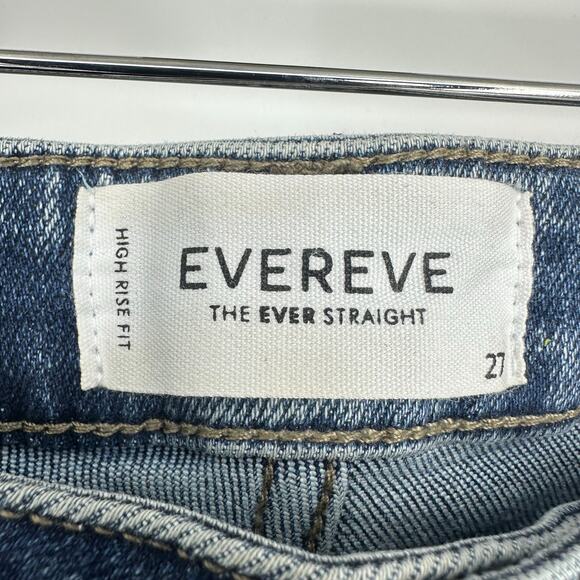 HIGH RISE FIT
EVEREVE
THE EVER STRAIGHT
27